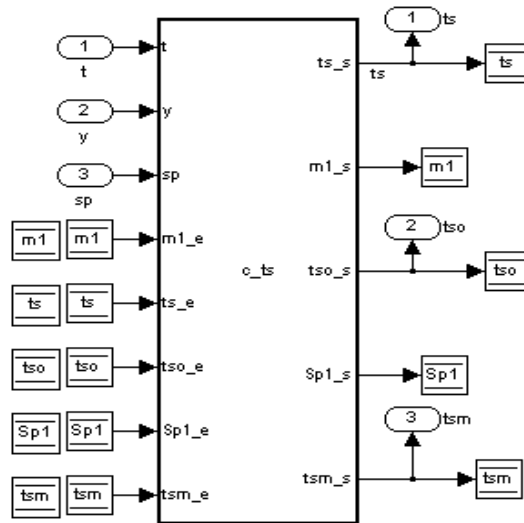 1 t
t
2 y
y
3 sp
sp
m1 m1 m1_e
ts ts ts_e
tso tso tso_e
Sp1 Sp1 Sp1_e
tsm tsm tsm_e
c_ts
1 ts
ts_s ts ts
m1_s m1
2 tso
tso_s tso
Sp1_s Sp1
3 tsm
tsm_s tsm